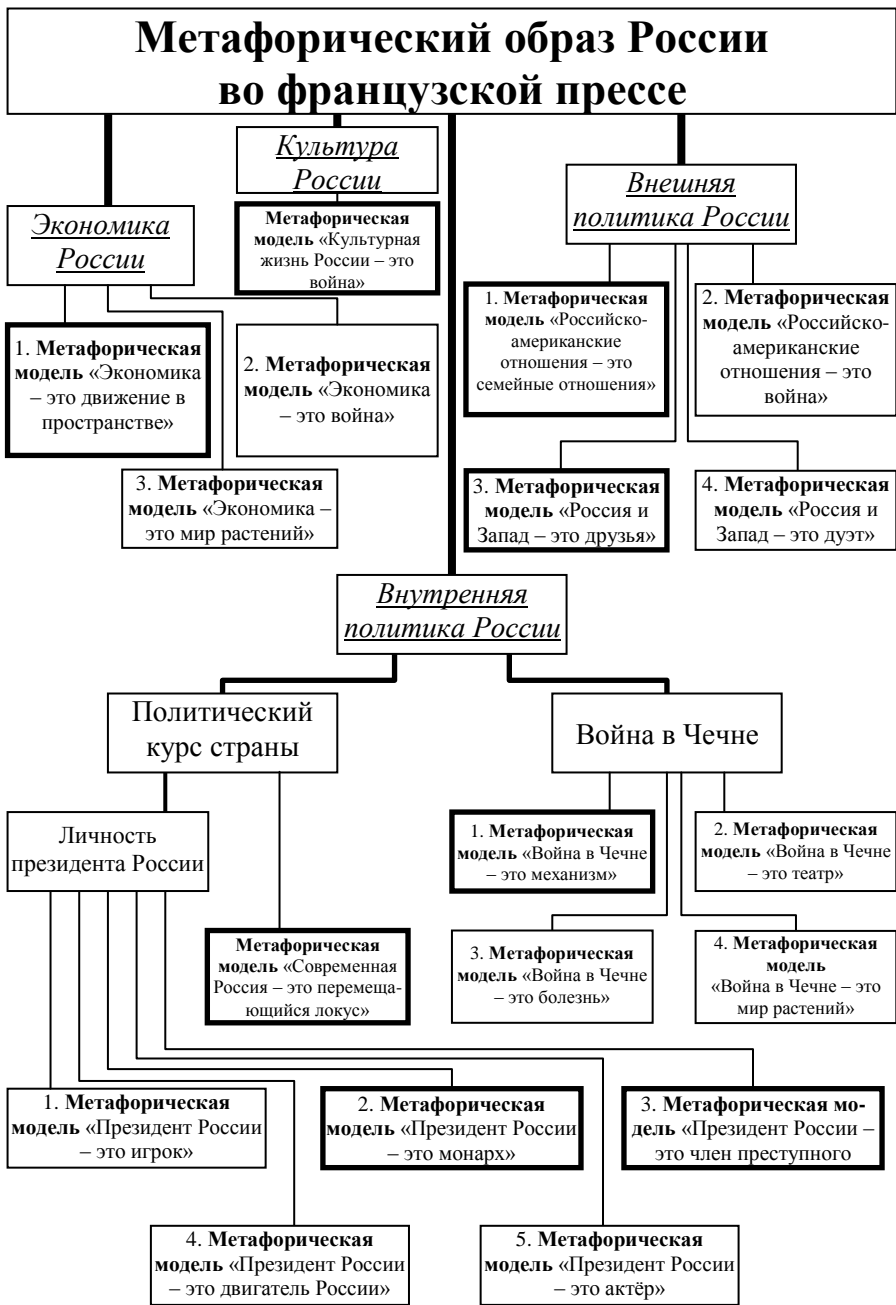 Метафорический образ России
во французской прессе
Культура
России
Метафорическая
модель «Культурная
жизнь России – это
война»
Экономика
России
1. Метафорическая
модель «Экономика
– это движение в
пространстве»
2. Метафорическая
модель «Экономика
– это война»
3. Метафорическая
модель «Экономика –
это мир растений»
Внешняя
политика России
1. Метафорическая
модель «Российско-
американские
отношения – это
семейные отношения»
2. Метафорическая
модель «Российско-
американские
отношения – это
война»
3. Метафорическая
модель «Россия и
Запад – это друзья»
4. Метафорическая
модель «Россия и
Запад – это дуэт»
Внутренняя
политика России
Политический
курс страны
Война в Чечне
Личность
президента России
Метафорическая
модель «Современная
Россия – это перемеща-
ющийся локус»
1. Метафорическая
модель «Война в Чечне
– это механизм»
2. Метафорическая
модель «Война в Чечне
– это театр»
3. Метафорическая
модель «Война в Чечне
– это болезнь»
4. Метафорическая
модель
«Война в Чечне – это
мир растений»
1. Метафорическая
модель «Президент России
– это игрок»
2. Метафорическая
модель «Президент России
– это монарх»
3. Метафорическая мо-
дель «Президент России –
это член преступного
4. Метафорическая
модель «Президент России
– это двигатель России»
5. Метафорическая
модель «Президент России
– это актёр»